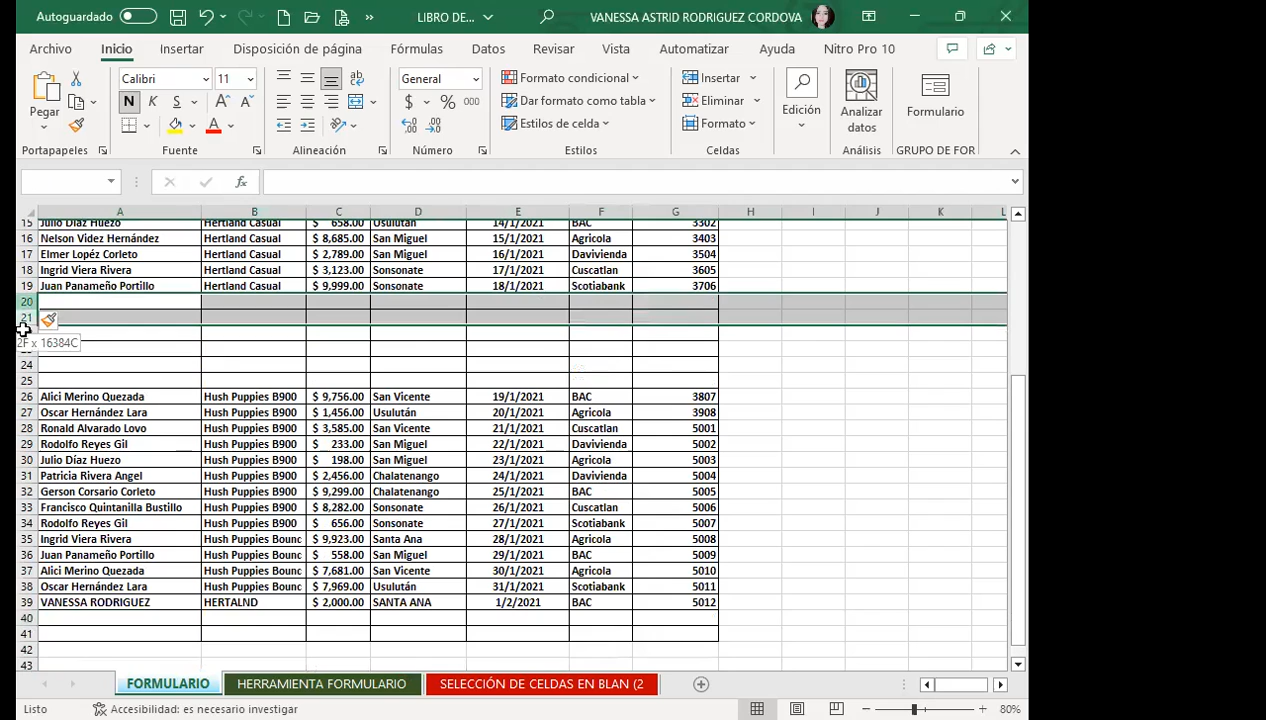 Autoguardado LIBRO DE... VANESSA ASTRID RODRIGUEZ CORDOVA
Archivo Inicio Insertar Disposición de página Fórmulas Datos Revisar Vista Automatizar Ayuda Nitro Pro 10
Pegar Calibri 11 General Formato condicional Insertar Edición Analizar datos Formulario
N K S $ % 000 Dar formato como tabla Eliminar
A Estilos de celda Formato
Portapapeles Fuente Alineación Número Estilos Celdas Análisis GRUPO DE FOR
fx
A B C D E F G H I J K L
15 Julio Díaz Huezo Hertland Casual $ 658.00 Usulután 14/1/2021 BAC 3302
16 Nelson Videz Hernández Hertland Casual $ 8,685.00 San Miguel 15/1/2021 Agricola 3403
17 Elmer Lopéz Corleto Hertland Casual $ 2,789.00 San Miguel 16/1/2021 Davivienda 3504
18 Ingrid Viera Rivera Hertland Casual $ 3,123.00 Sonsonate 17/1/2021 Cuscatlan 3605
19 Juan Panameño Portillo Hertland Casual $ 9,999.00 Sonsonate 18/1/2021 Scotiabank 3706
20
21
2F x 16384C
24
25
26 Alici Merino Quezada Hush Puppies B900 $ 9,756.00 San Vicente 19/1/2021 BAC 3807
27 Oscar Hernández Lara Hush Puppies B900 $ 1,456.00 Usulután 20/1/2021 Agricola 3908
28 Ronald Alvarado Lovo Hush Puppies B900 $ 3,585.00 San Vicente 21/1/2021 Cuscatlan 5001
29 Rodolfo Reyes Gil Hush Puppies B900 $ 233.00 San Miguel 22/1/2021 Davivienda 5002
30 Julio Díaz Huezo Hush Puppies B900 $ 198.00 San Miguel 23/1/2021 Agricola 5003
31 Patricia Rivera Angel Hush Puppies B900 $ 2,456.00 Chalatenango 24/1/2021 Davivienda 5004
32 Gerson Corsario Corleto Hush Puppies B900 $ 9,299.00 Chalatenango 25/1/2021 BAC 5005
33 Francisco Quintanilla Bustillo Hush Puppies B900 $ 8,282.00 Sonsonate 26/1/2021 Cuscatlan 5006
34 Rodolfo Reyes Gil Hush Puppies B900 $ 656.00 Sonsonate 27/1/2021 Scotiabank 5007
35 Ingrid Viera Rivera Hush Puppies Bounc $ 9,923.00 Santa Ana 28/1/2021 Agricola 5008
36 Juan Panameño Portillo Hush Puppies Bounc $ 558.00 San Miguel 29/1/2021 BAC 5009
37 Alici Merino Quezada Hush Puppies Bounc $ 7,681.00 San Vicente 30/1/2021 Agricola 5010
38 Oscar Hernández Lara Hush Puppies Bounc $ 7,969.00 Usulután 31/1/2021 Scotiabank 5011
39 VANESSA RODRIGUEZ HERTALND $ 2,000.00 SANTA ANA 1/2/2021 BAC 5012
40
41
42
43
FORMULARIO HERRAMIENTA FORMULARIO SELECCIÓN DE CELDAS EN BLAN (2
Listo Accesibilidad: es necesario investigar 80%